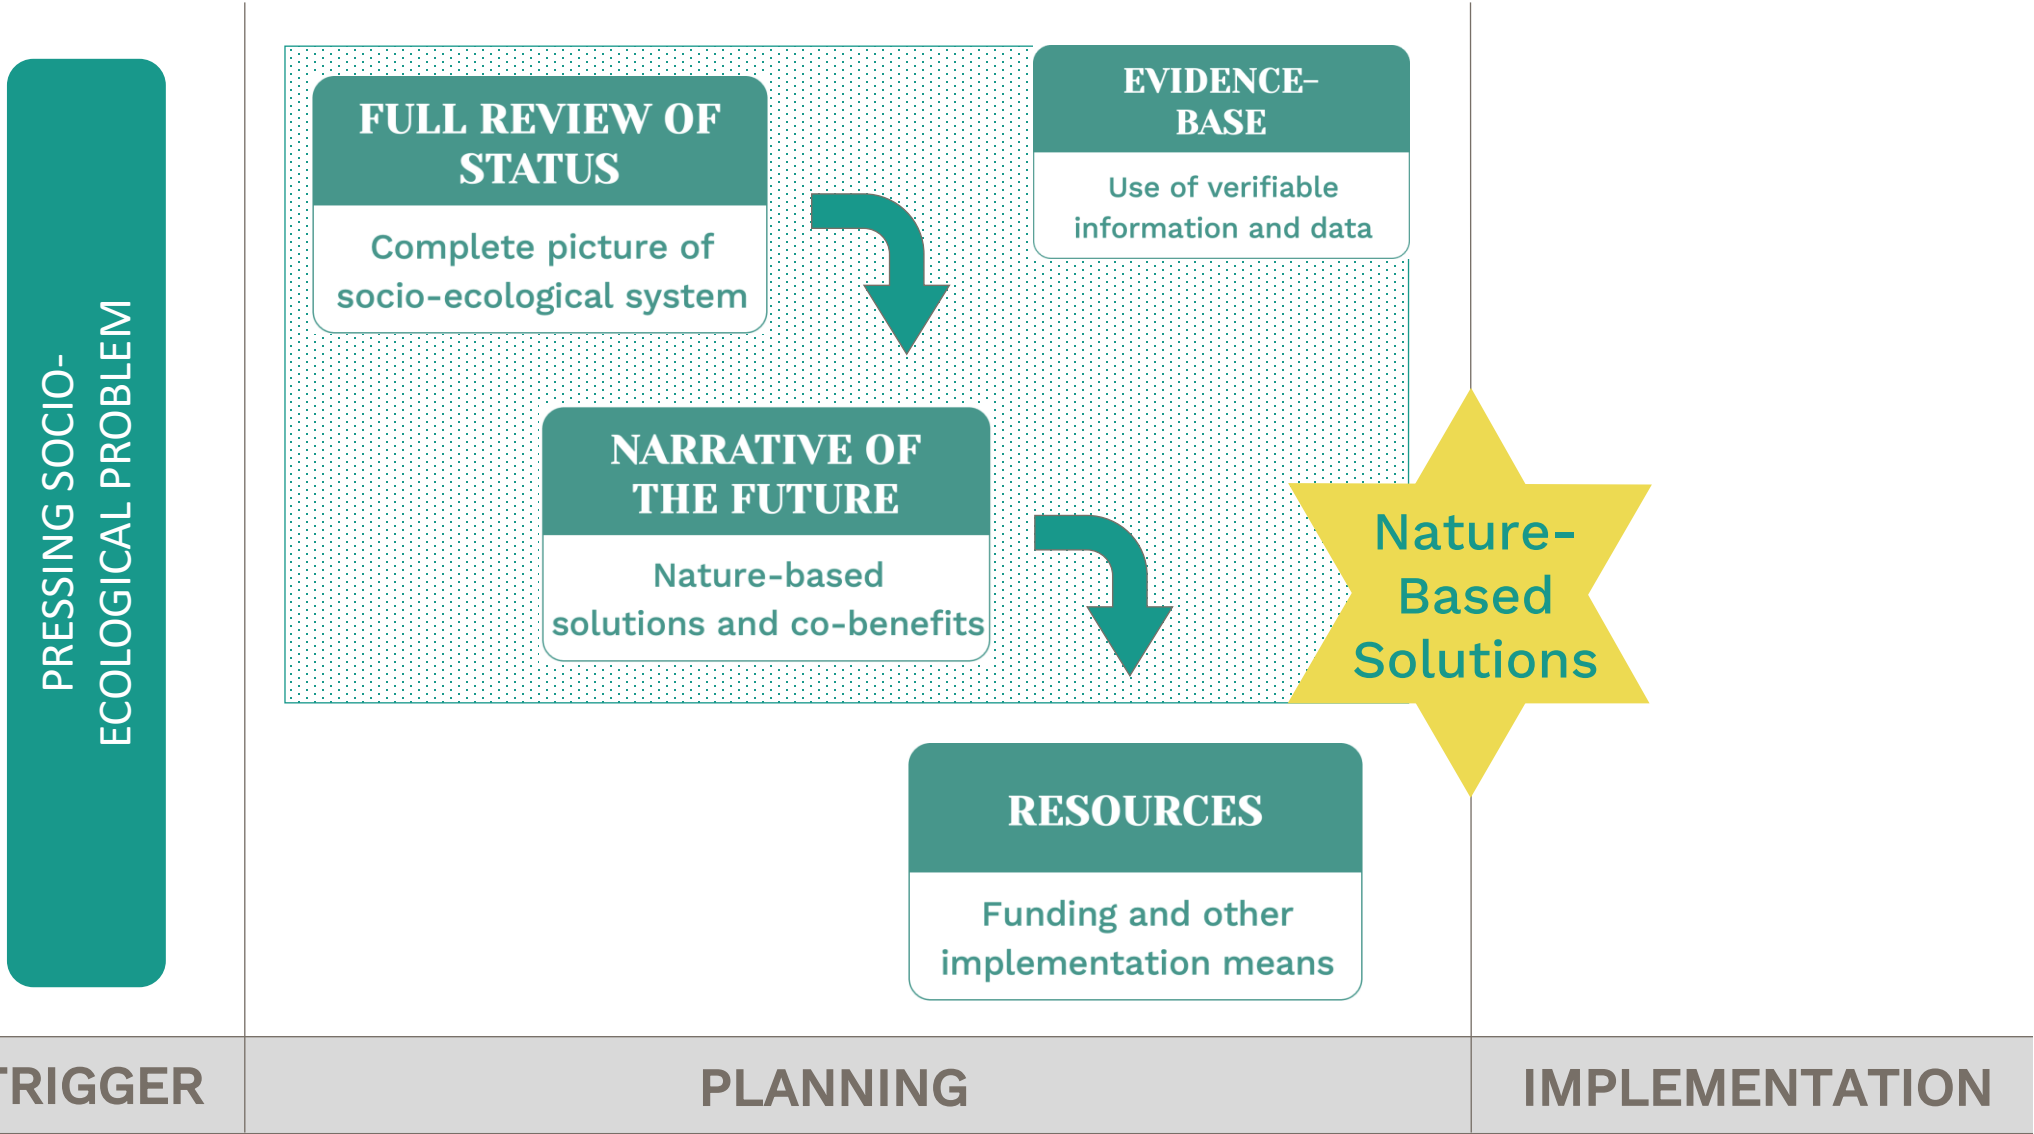 PRESSING SOCIO-
ECOLOGICAL PROBLEM
FULL REVIEW OF
STATUS
Complete picture of
socio-ecological system
EVIDENCE-
BASE
Use of verifiable
information and data
NARRATIVE OF
THE FUTURE
Nature-based
solutions and co-benefits
Nature-
Based
Solutions
RESOURCES
Funding and other
implementation means
TRIGGER
PLANNING
IMPLEMENTATION